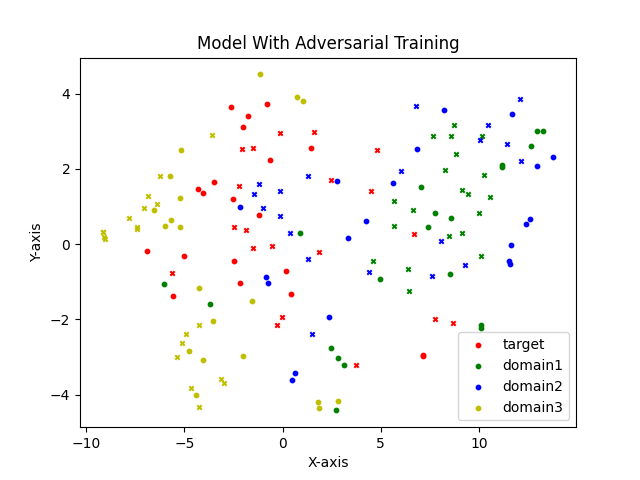 Model With Adversarial Training
4
2
0
−2
−4
Y-axis
−10
−5
0
5
10
X-axis
target
domain1
domain2
domain3